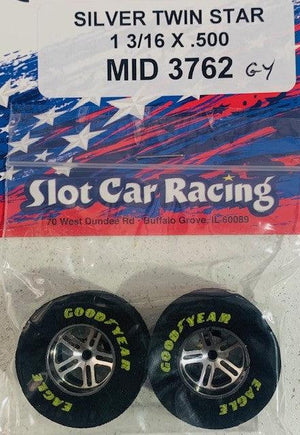 SILVER TWIN STAR
1 3/16 X .500
MID 3762 GY
Slot Car Racing
70 West Dundee Rd - Buffalo Grove, IL-60089
GOODYEAR
EAGLE
GOODYEAR
EAGLE